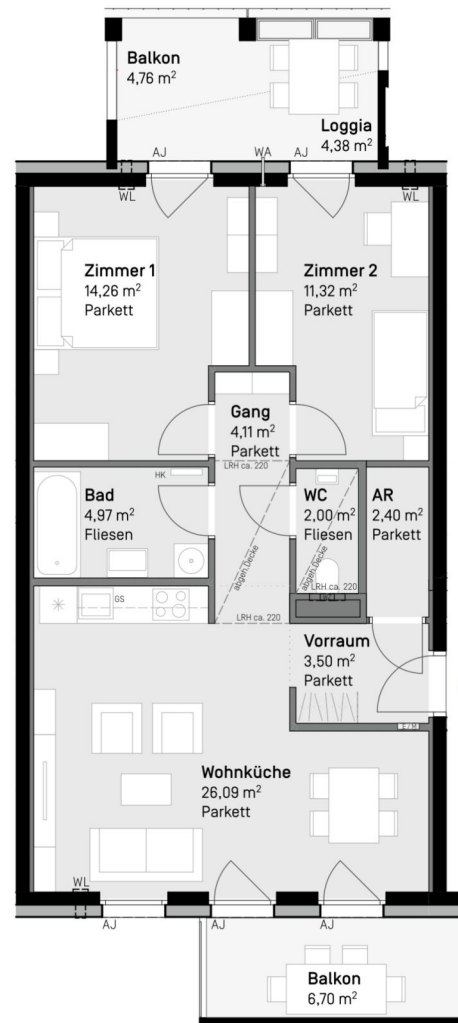 Balkon
4,76 m²
Loggia
4,38 m²
AJ
WA
AJ
WL
WL
Zimmer 1
14,26 m²
Parkett
Zimmer 2
11,32 m²
Parkett
Gang
4,11 m²
Parkett
LRH ca. 220
HK
Bad
4,97 m²
Fliesen
WC
2,00 m²
Fliesen
AR
2,40 m²
Parkett
abgeh.Decke
abgeh.Decke
LRH ca. 220
GS
LRH ca. 220
Vorraum
3,50 m²
Parkett
Wohnküche
26,09 m²
Parkett
WL
AJ
AJ
AJ
Balkon
6,70 m²